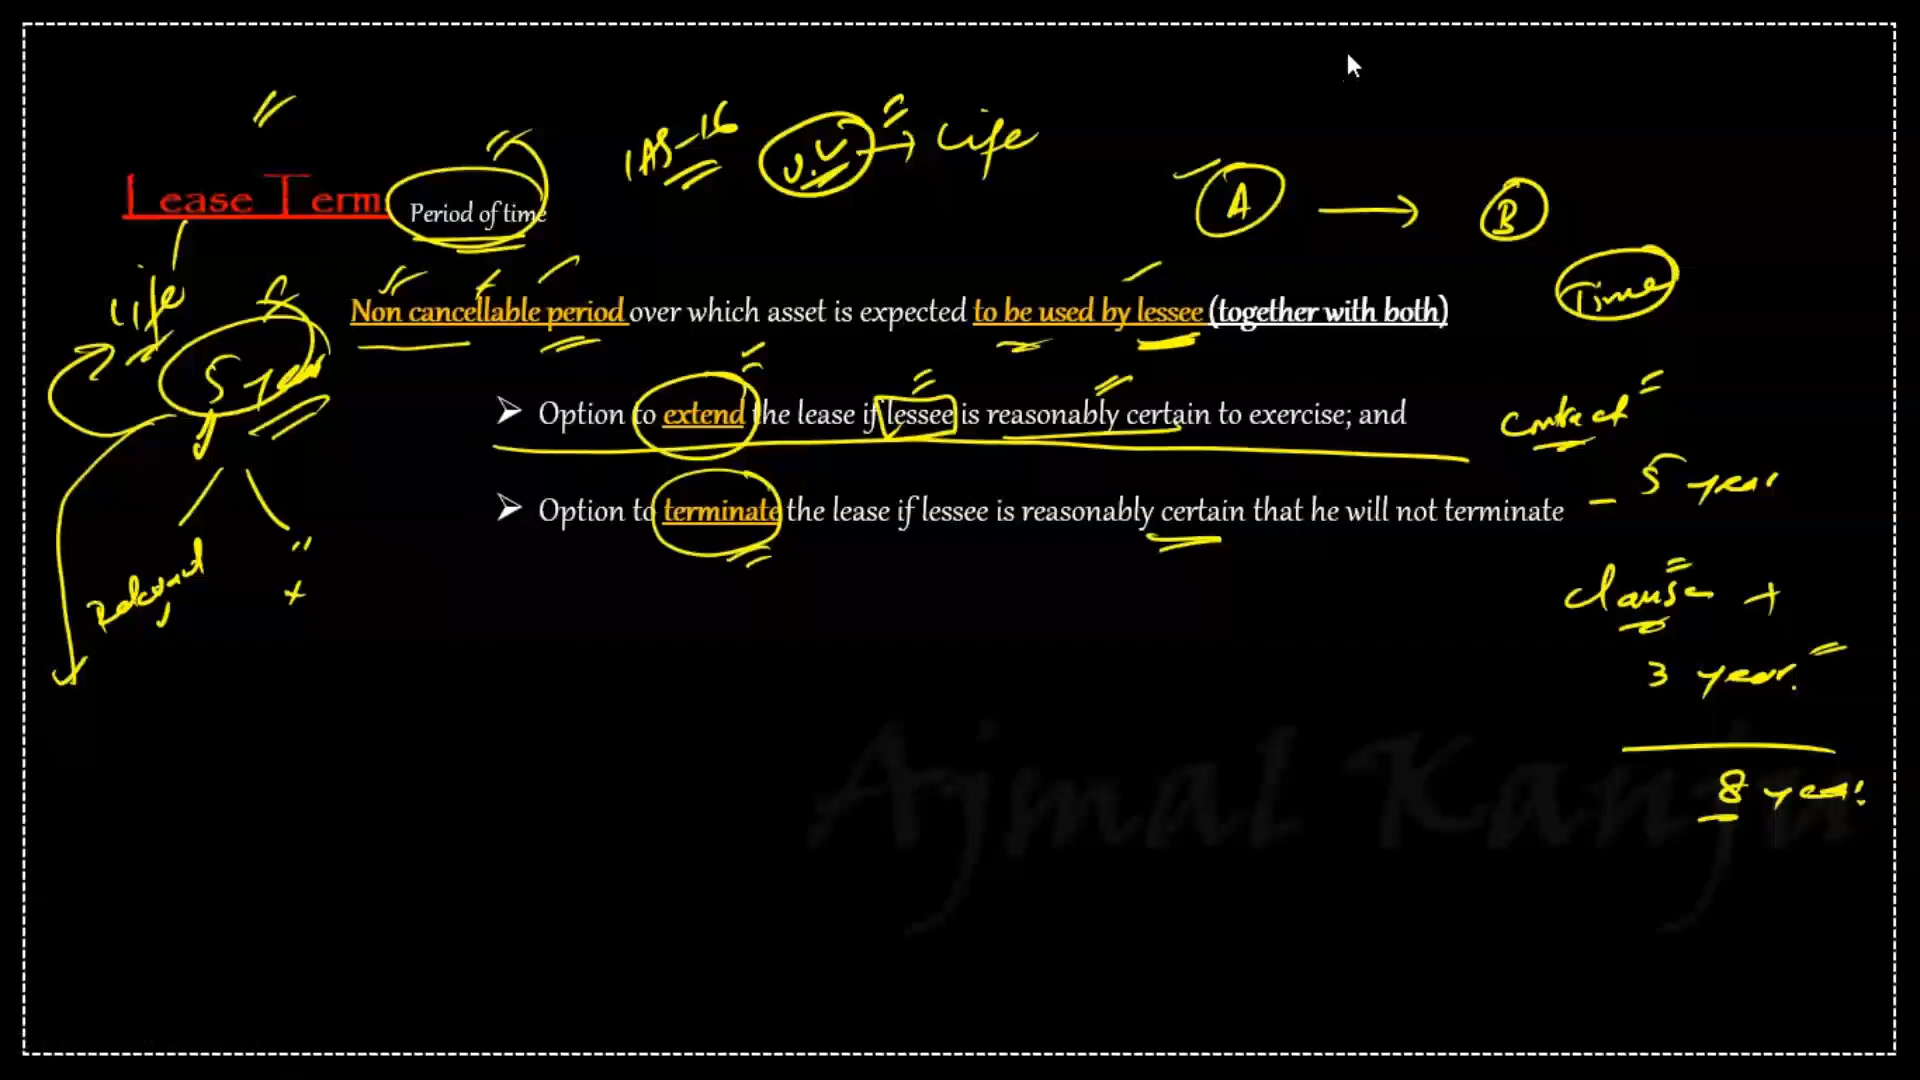 IAS-16 U.V → Life
Lease Term Period of time
A → B
Time
Life
Non cancellable period over which asset is expected to be used by lessee (together with both)
5 year
➢ Option to extend the lease if lessee is reasonably certain to exercise; and
contract
- 5 year
➢ Option to terminate the lease if lessee is reasonably certain that he will not terminate
Relevant
+
clause +
3 year.
8 year.
Ajmal Kanju